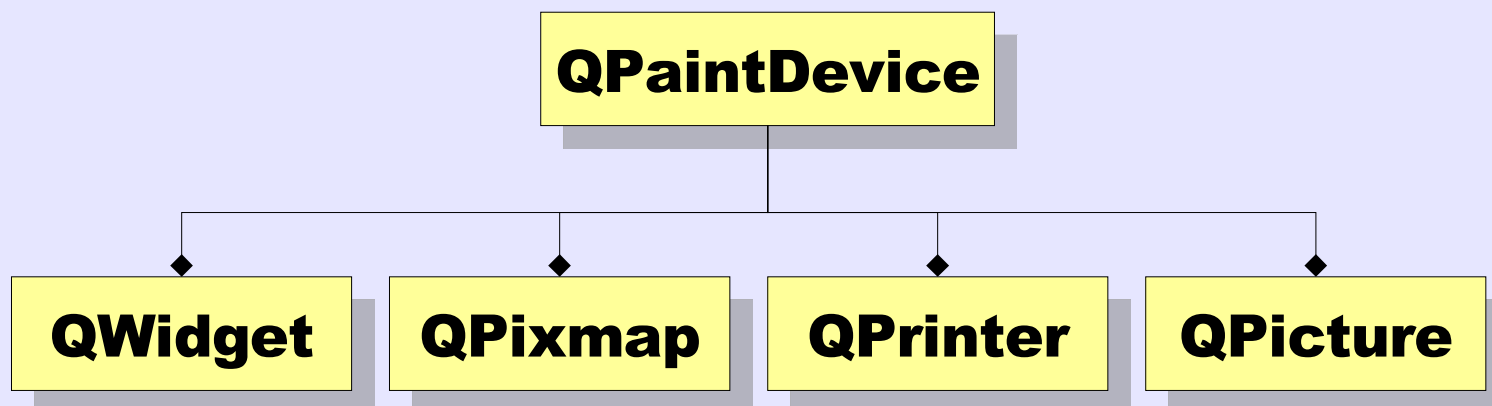 QPaintDevice
QWidget
QPixmap
QPrinter
QPicture